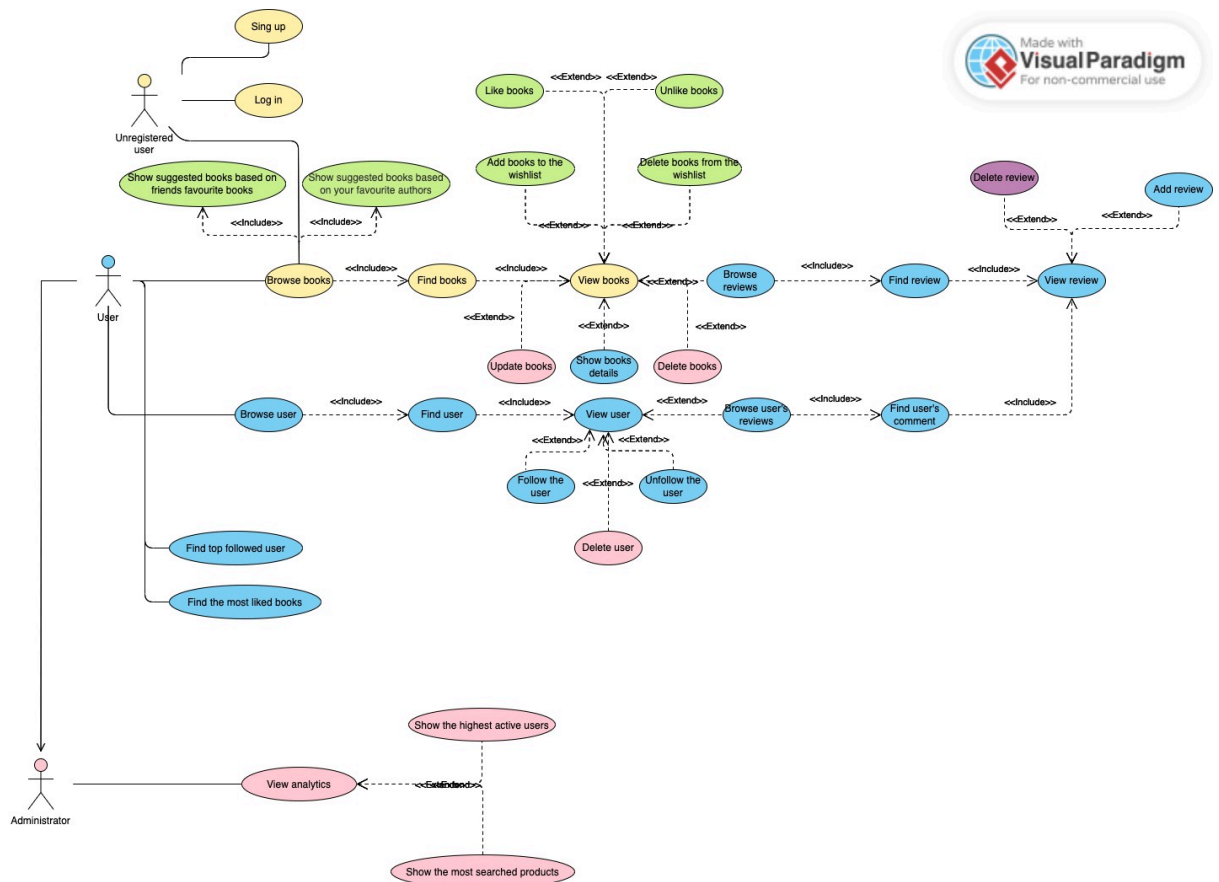 Sing up
Made with
Visual Paradigm
For non-commercial use
<<Extend>>
<<Extend>>
Like books
Unlike books
Log in
Unregistered
user
Show suggested books based on
friends favourite books
Show suggested books based
on your favourite authors
Add books to the
wishlist
Delete books from the
wishlist
Delete review
Add review
<<Include>>
<<Include>>
<<Extend>>
<<Extend>>
<<Extend>>
<<Extend>>
User
Browse books
<<Include>>
Find books
<<Include>>
View books
<<Extend>>
Browse
reviews
<<Include>>
Find review
<<Include>>
View review
<<Extend>>
<<Extend>>
<<Extend>>
Update books
Show books
details
Delete books
Browse user
<<Include>>
Find user
<<Include>>
View user
<<Extend>>
Browse user's
reviews
<<Include>>
Find user's
comment
<<Include>>
<<Extend>>
<<Extend>>
Follow the
user
<<Extend>>
Unfollow the
user
Delete user
Find top followed user
Find the most liked books
Show the highest active users
Administrator
View analytics
<<Extend>>
<<Extend>>
Show the most searched products